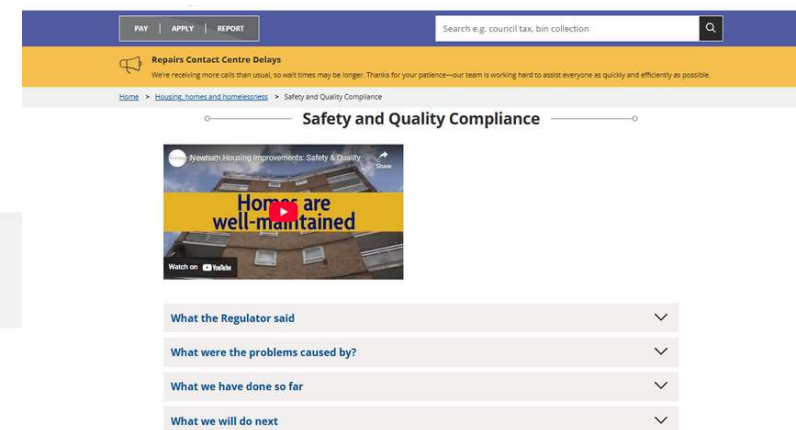 PAY | APPLY | REPORT
Search e.g. council tax, bin collection
Repairs Contact Centre Delays
We're receiving more calls than usual, so wait times may be longer. Thanks for your patience—our team is working hard to assist everyone as quickly and efficiently as possible.
Home > Housing, homes and homelessness > Safety and Quality Compliance
Safety and Quality Compliance
Newham Housing Improvements: Safety & Quality
Share
Homes are
well-maintained
Watch on YouTube
What the Regulator said
What were the problems caused by?
What we have done so far
What we will do next